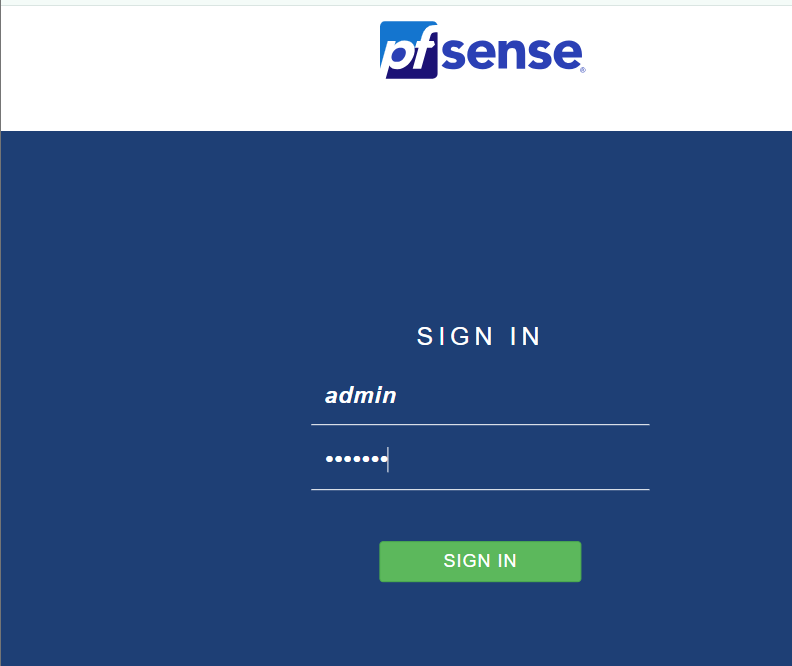 pfsense®
SIGN IN
admin
•••••••
SIGN IN